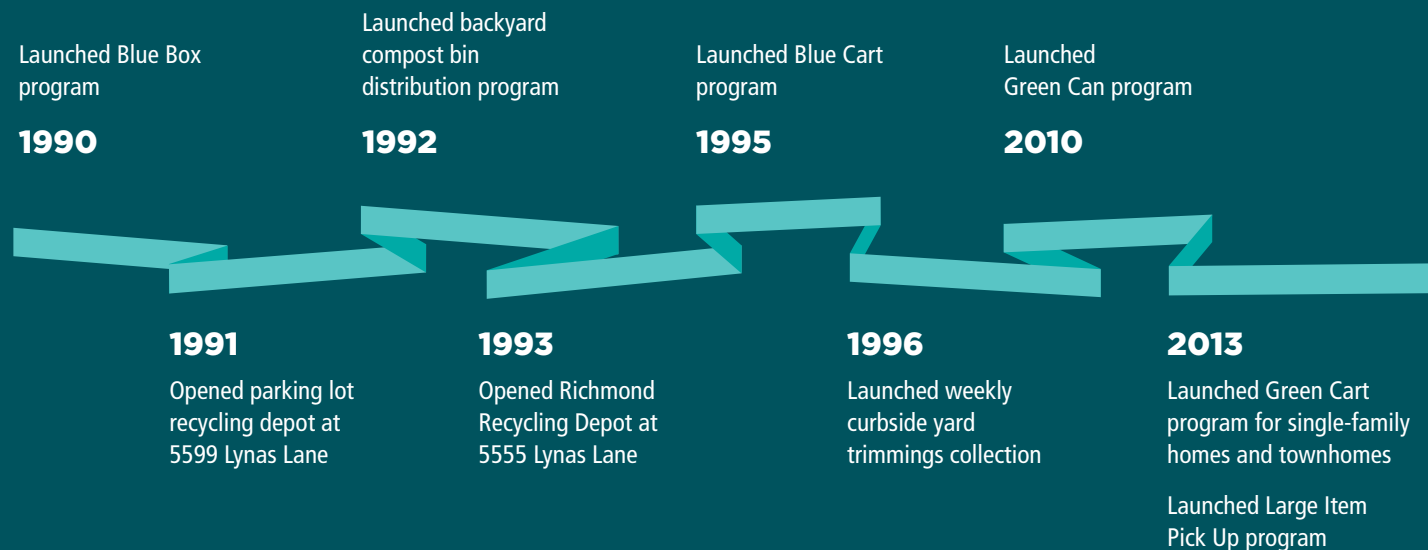 Launched Blue Box
program
1990
Launched backyard
compost bin
distribution program
1992
Launched Blue Cart
program
1995
Launched
Green Can program
2010
1991
Opened parking lot
recycling depot at
5599 Lynas Lane
1993
Opened Richmond
Recycling Depot at
5555 Lynas Lane
1996
Launched weekly
curbside yard
trimmings collection
2013
Launched Green Cart
program for single-family
homes and townhomes
Launched Large Item
Pick Up program